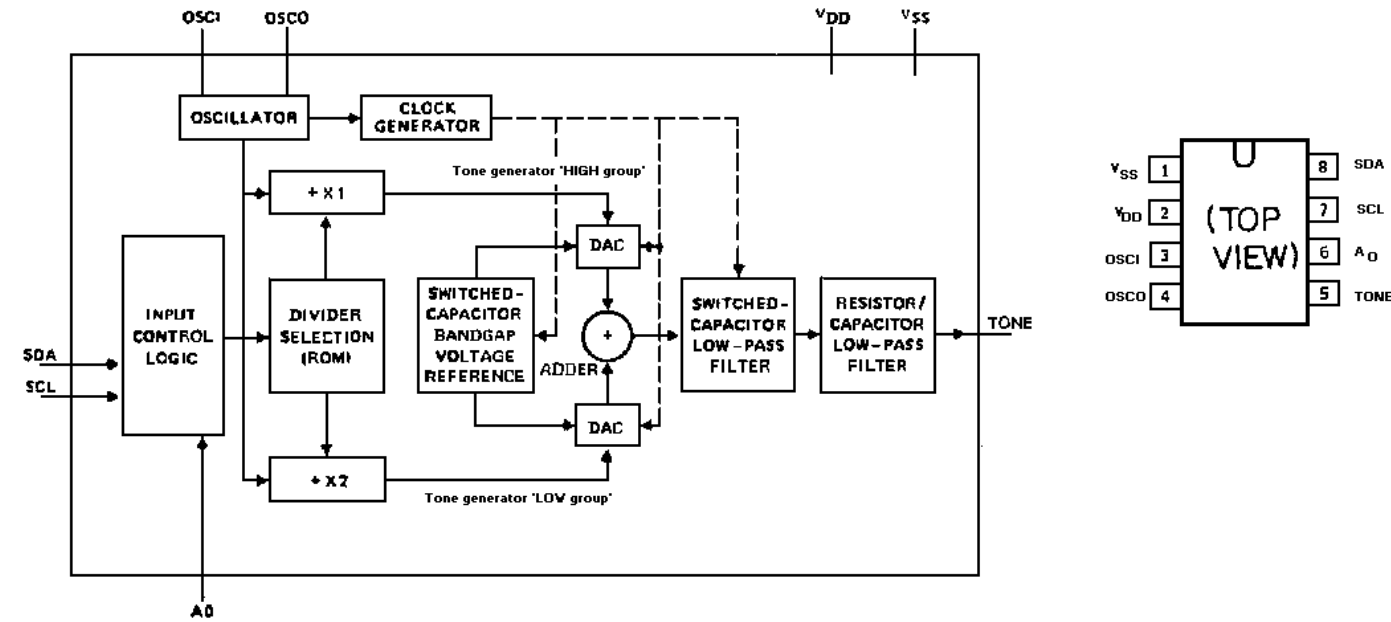 OSCI OSCO
VDD VSS
OSCILLATOR
CLOCK
GENERATOR
Tone generator 'HIGH group'
÷ X1
DAC
INPUT
CONTROL
LOGIC
DIVIDER
SELECTION
(ROM)
SWITCHED-
CAPACITOR
BANDGAP
VOLTAGE
REFERENCE
+
ADDER
SWITCHED-
CAPACITOR
LOW-PASS
FILTER
RESISTOR/
CAPACITOR
LOW-PASS
FILTER
TONE
SDA
SCL
DAC
÷ X2
Tone generator 'LOW group'
A0
VSS 1
VDD 2
OSCI 3
OSCO 4
(TOP
VIEW)
8 SDA
7 SCL
6 A0
5 TONE